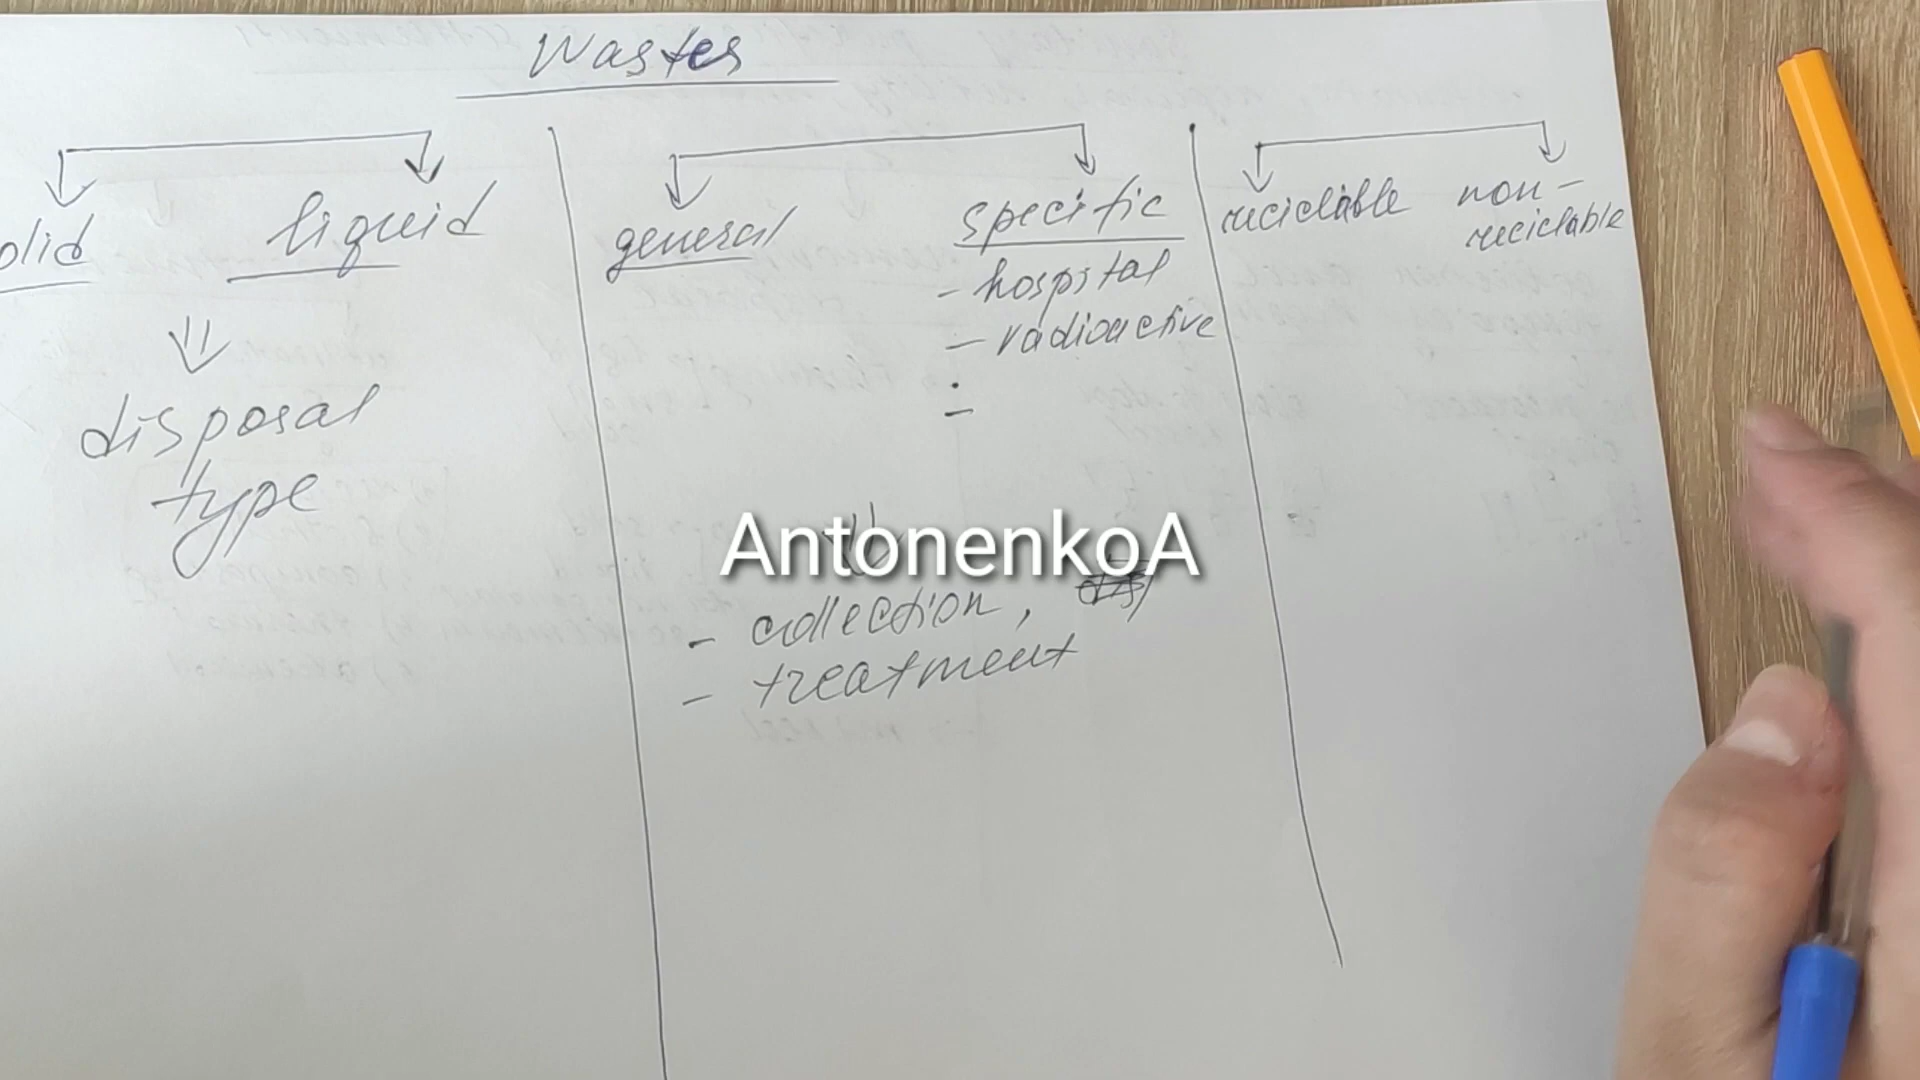 Wastes
olid
liquid
disposal
type
general
specific
- hospital
- radioactive
AntonenkoA
- collection,
- treatment
reciclable
non-
reciclable